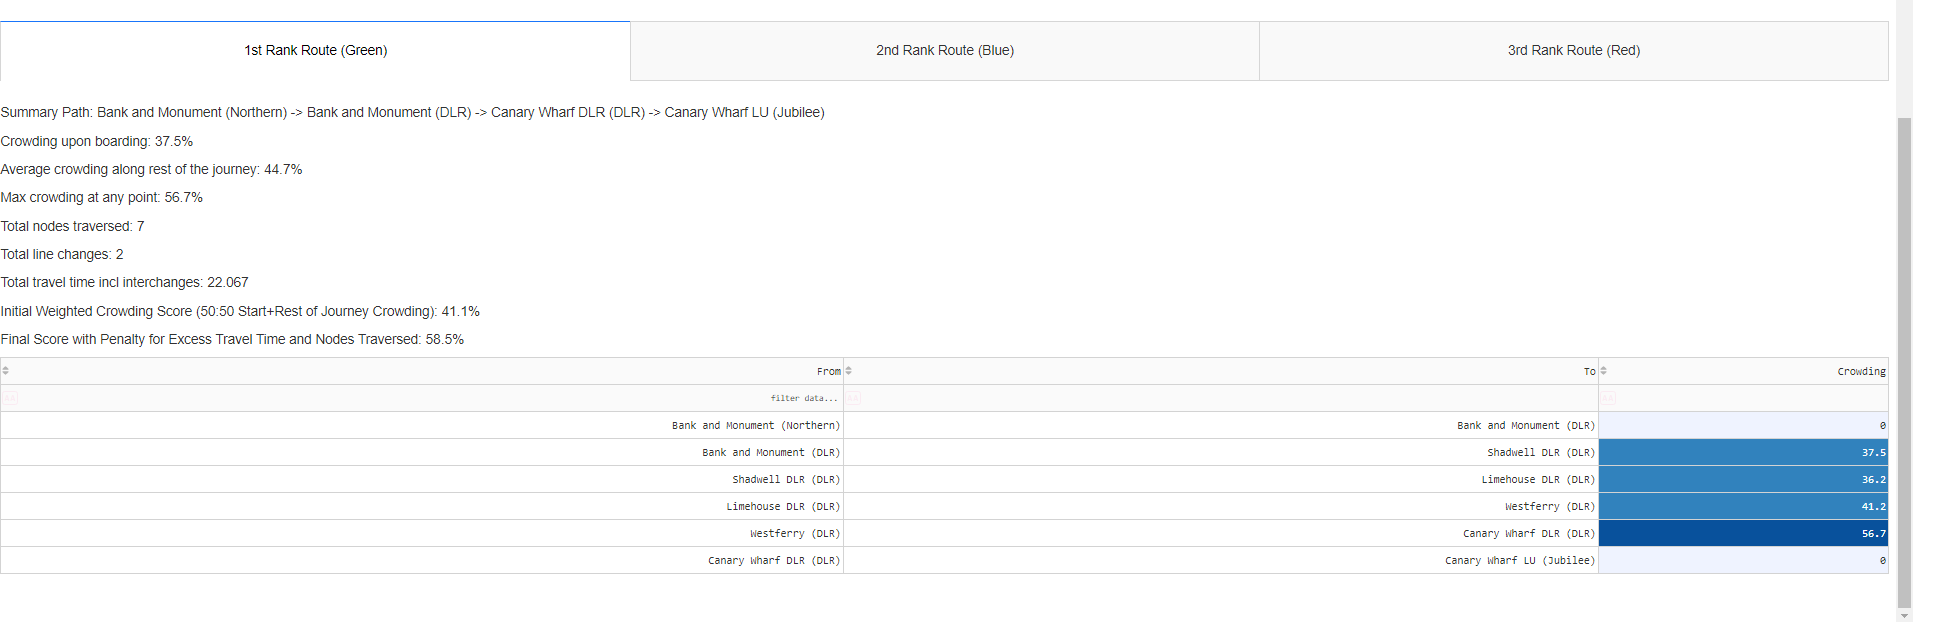 1st Rank Route (Green) 2nd Rank Route (Blue) 3rd Rank Route (Red)
Summary Path: Bank and Monument (Northern) -> Bank and Monument (DLR) -> Canary Wharf DLR (DLR) -> Canary Wharf LU (Jubilee)
Crowding upon boarding: 37.5%
Average crowding along rest of the journey: 44.7%
Max crowding at any point: 56.7%
Total nodes traversed: 7
Total line changes: 2
Total travel time incl interchanges: 22.067
Initial Weighted Crowding Score (50:50 Start+Rest of Journey Crowding): 41.1%
Final Score with Penalty for Excess Travel Time and Nodes Traversed: 58.5%
From To Crowding
filter data...
Bank and Monument (Northern) Bank and Monument (DLR) 0
Bank and Monument (DLR) Shadwell DLR (DLR) 37.5
Shadwell DLR (DLR) Limehouse DLR (DLR) 36.2
Limehouse DLR (DLR) Westferry (DLR) 41.2
Westferry (DLR) Canary Wharf DLR (DLR) 56.7
Canary Wharf DLR (DLR) Canary Wharf LU (Jubilee) 0